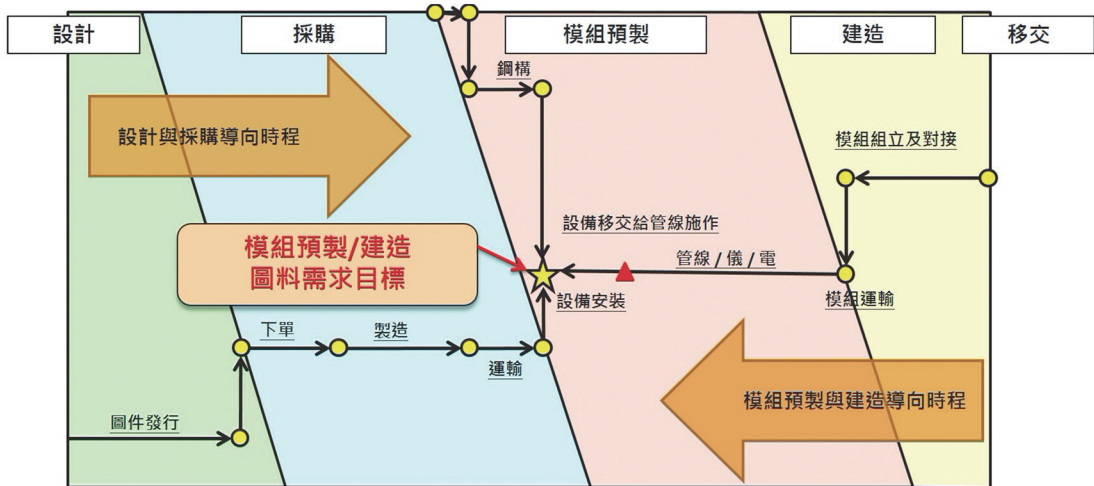 設計
採購
模組預製
建造
移交
鋼構
設計與採購導向時程
模組組立及對接
設備移交給管線施作
模組預製/建造
圖料需求目標
管線/儀/電
設備安裝
模組運輸
下單
製造
運輸
模組預製與建造導向時程
圖件發行